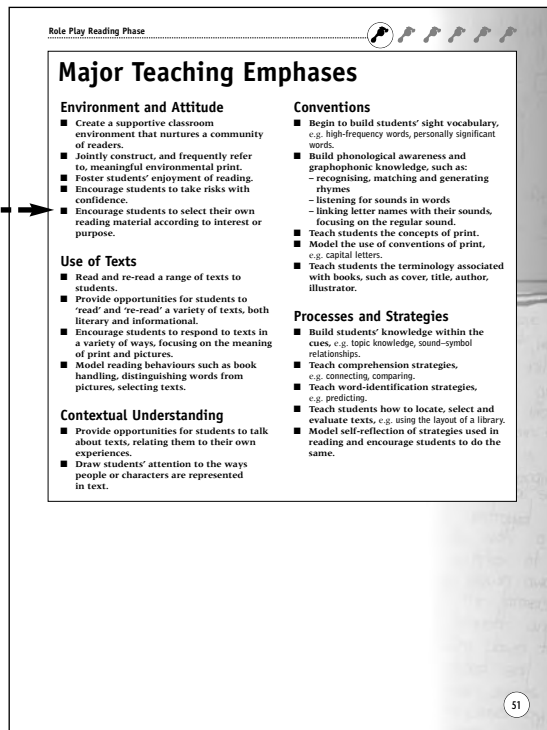 Role Play Reading Phase
Major Teaching Emphases
Environment and Attitude
■ Create a supportive classroom
environment that nurtures a community
of readers.
■ Jointly construct, and frequently refer
to, meaningful environmental print.
■ Foster students' enjoyment of reading.
■ Encourage students to take risks with
confidence.
■ Encourage students to select their own
reading material according to interest or
purpose.
Use of Texts
■ Read and re-read a range of texts to
students.
■ Provide opportunities for students to
'read' and 're-read' a variety of texts, both
literary and informational.
■ Encourage students to respond to texts in
a variety of ways, focusing on the meaning
of print and pictures.
■ Model reading behaviours such as book
handling, distinguishing words from
pictures, selecting texts.
Contextual Understanding
■ Provide opportunities for students to talk
about texts, relating them to their own
experiences.
■ Draw students' attention to the ways
people or characters are represented
in text.
Conventions
■ Begin to build students' sight vocabulary,
e.g. high-frequency words, personally significant
words.
■ Build phonological awareness and
graphophonic knowledge, such as:
– recognising, matching and generating
rhymes
– listening for sounds in words
– linking letter names with their sounds,
focusing on the regular sound.
■ Teach students the concepts of print.
■ Model the use of conventions of print,
e.g. capital letters.
■ Teach students the terminology associated
with books, such as cover, title, author,
illustrator.
Processes and Strategies
■ Build students' knowledge within the
cues, e.g. topic knowledge, sound–symbol
relationships.
■ Teach comprehension strategies,
e.g. connecting, comparing.
■ Teach word-identification strategies,
e.g. predicting.
■ Teach students how to locate, select and
evaluate texts, e.g. using the layout of a library.
■ Model self-reflection of strategies used in
reading and encourage students to do the
same.
51